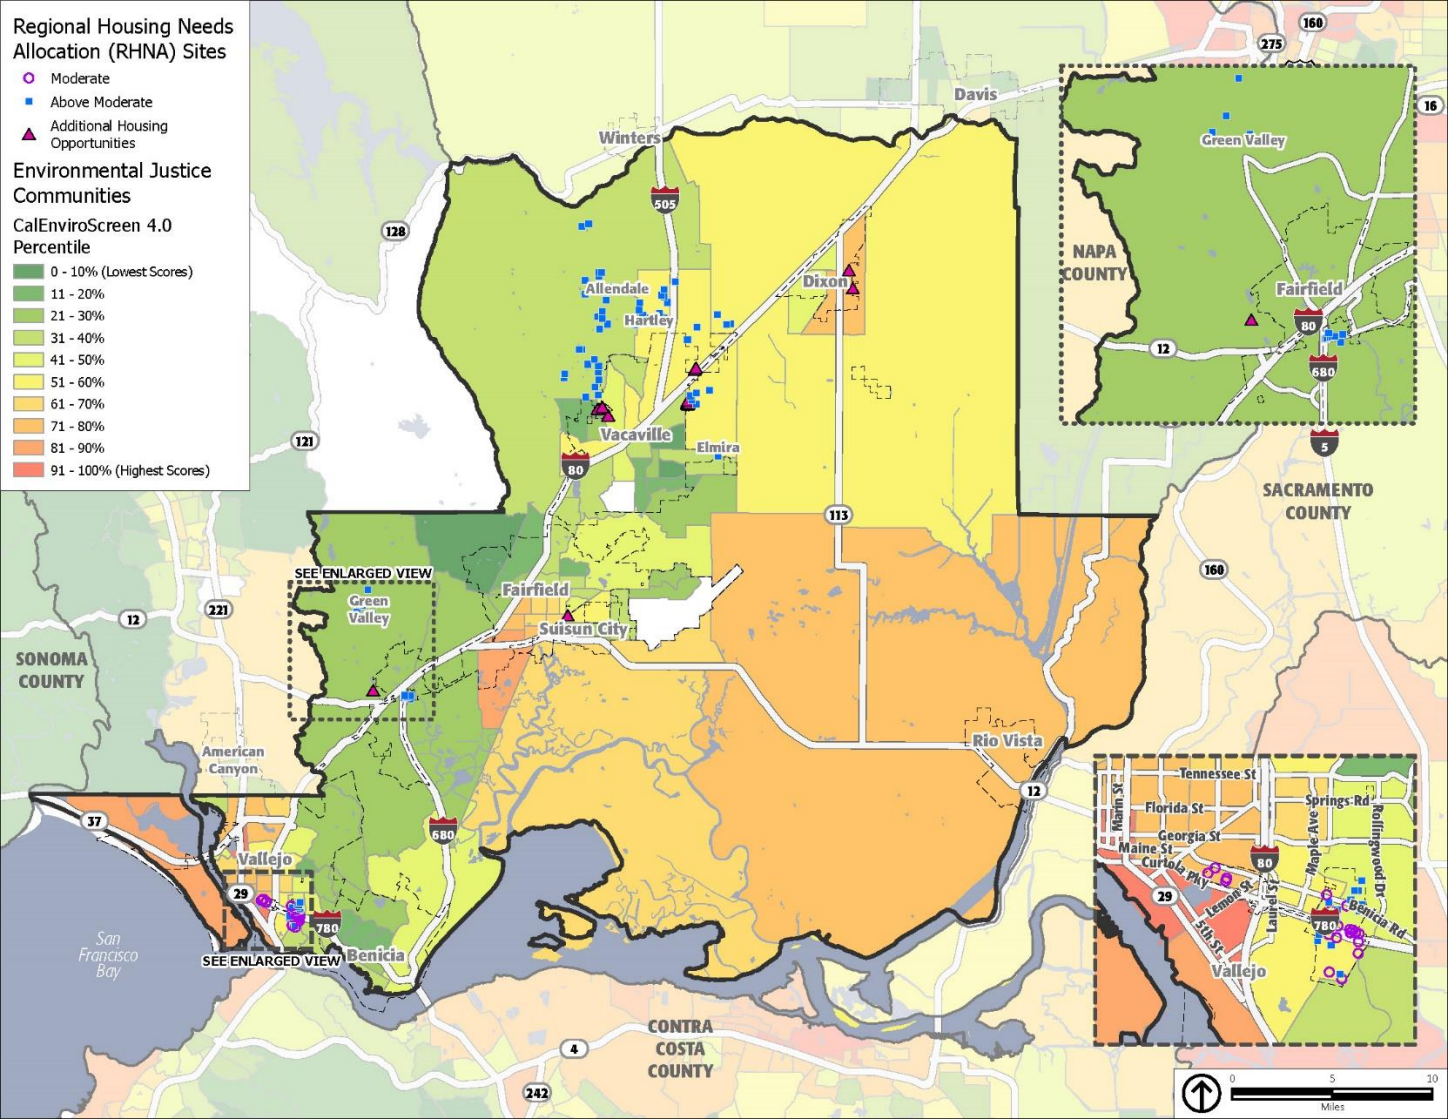 Regional Housing Needs
Allocation (RHNA) Sites
Moderate
Above Moderate
Additional Housing
Opportunities
Environmental Justice
Communities
CalEnviroScreen 4.0
Percentile
0 - 10% (Lowest Scores)
11 - 20%
21 - 30%
31 - 40%
41 - 50%
51 - 60%
61 - 70%
71 - 80%
81 - 90%
91 - 100% (Highest Scores)
160
275
16
Davis
Winters
505
128
Allendale
Hartley
Dixon
Vacaville
Elmira
80
121
113
Green Valley
NAPA
COUNTY
Fairfield
80
12
680
5
SACRAMENTO
COUNTY
160
SEE ENLARGED VIEW
Green
Valley
Fairfield
Suisun City
12
221
SONOMA
COUNTY
American
Canyon
Rio Vista
12
37
680
Vallejo
29
780
Benicia
SEE ENLARGED VIEW
San
Francisco
Bay
CONTRA
COSTA
COUNTY
4
242
Tennessee St
Marin St
Florida St
Springs Rd
Georgia St
Maple Ave
Rollingwood Dr
Maine St
Curtola Pky
80
29
Lemon St
Laurel St
Benicia Rd
780
5th St
Vallejo
0
5
10
Miles